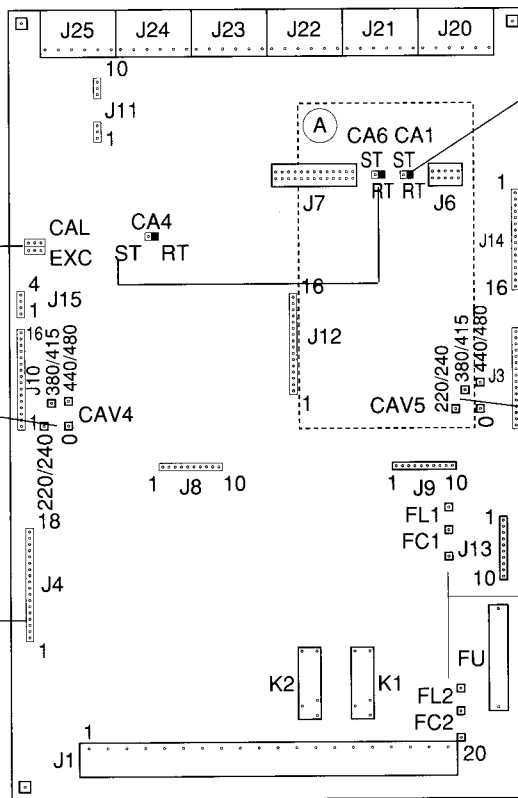 J25 J24 J23 J22 J21 J20
10
J11
1
A
CA6 CA1
ST ST
RT RT
J7
J6
1
J14
16
CAL
EXC
CA4
ST RT
4
J15
1
16
J10
1
380/415
440/480
CAV4
220/240
0
16
J12
1
380/415
440/480
220/240
J3
CAV5
0
1 J8 10
1 J9 10
FL1
FC1
1
J13
10
18
J4
1
K2
K1
FU
FL2
FC2
1
J1
20